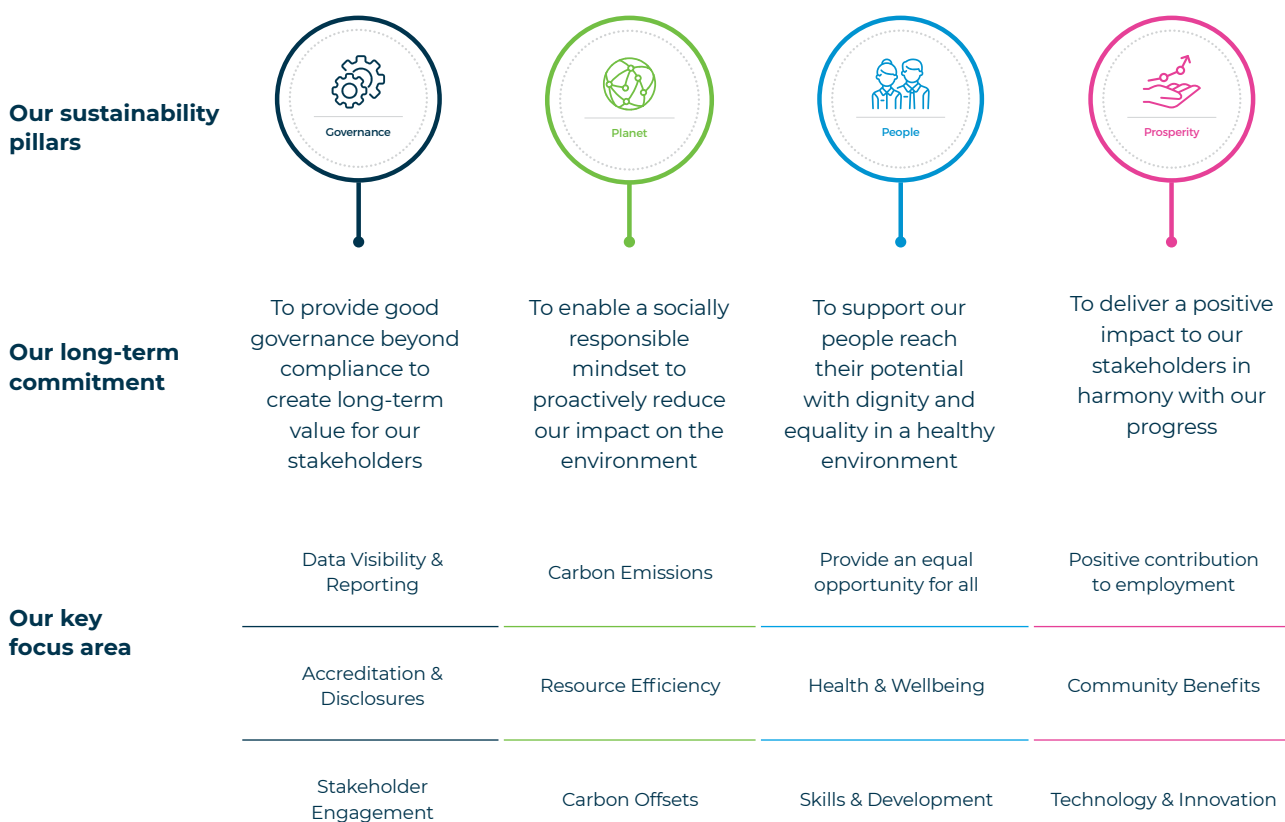 Our sustainability
pillars
Governance
Planet
People
Prosperity
Our long-term
commitment
To provide good
governance beyond
compliance to
create long-term
value for our
stakeholders
To enable a socially
responsible
mindset to
proactively reduce
our impact on the
environment
To support our
people reach
their potential
with dignity and
equality in a healthy
environment
To deliver a positive
impact to our
stakeholders in
harmony with our
progress
Our key
focus area
Data Visibility &
Reporting
Carbon Emissions
Provide an equal
opportunity for all
Positive contribution
to employment
Accreditation &
Disclosures
Resource Efficiency
Health & Wellbeing
Community Benefits
Stakeholder
Engagement
Carbon Offsets
Skills & Development
Technology & Innovation